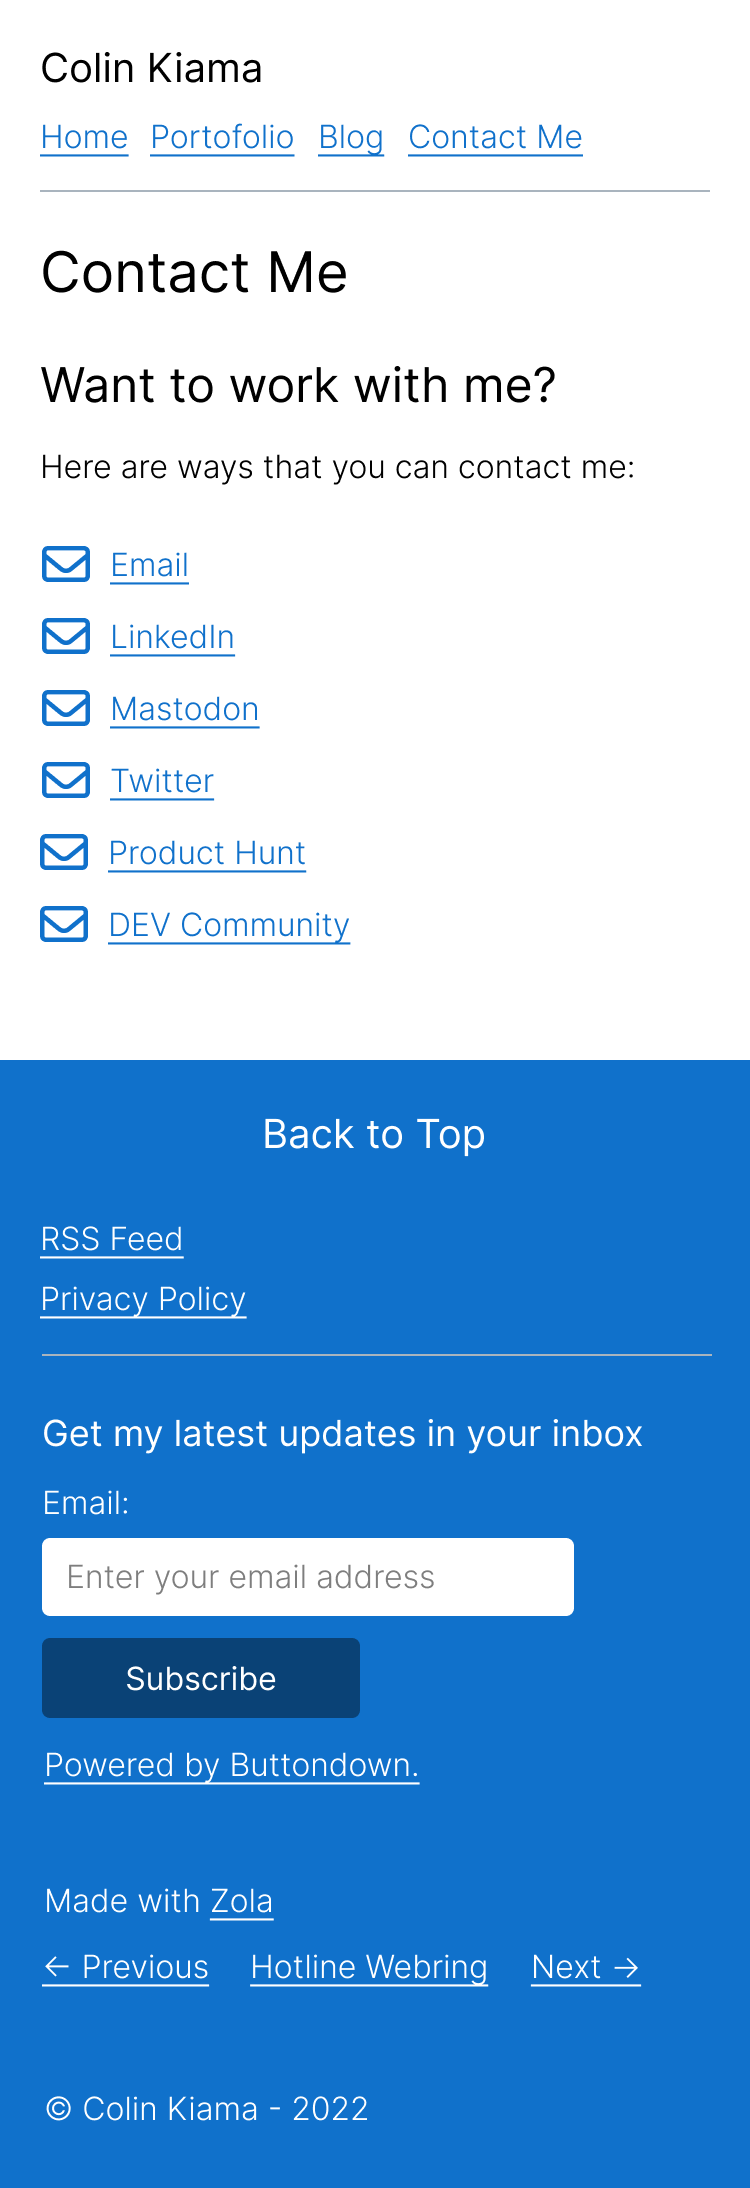 Colin Kiama
Home Portofolio Blog Contact Me
Contact Me
Want to work with me?
Here are ways that you can contact me:
Email
LinkedIn
Mastodon
Twitter
Product Hunt
DEV Community
Back to Top
RSS Feed
Privacy Policy
Get my latest updates in your inbox
Email:
Enter your email address
Subscribe
Powered by Buttondown.
Made with Zola
← Previous Hotline Webring Next →
© Colin Kiama - 2022